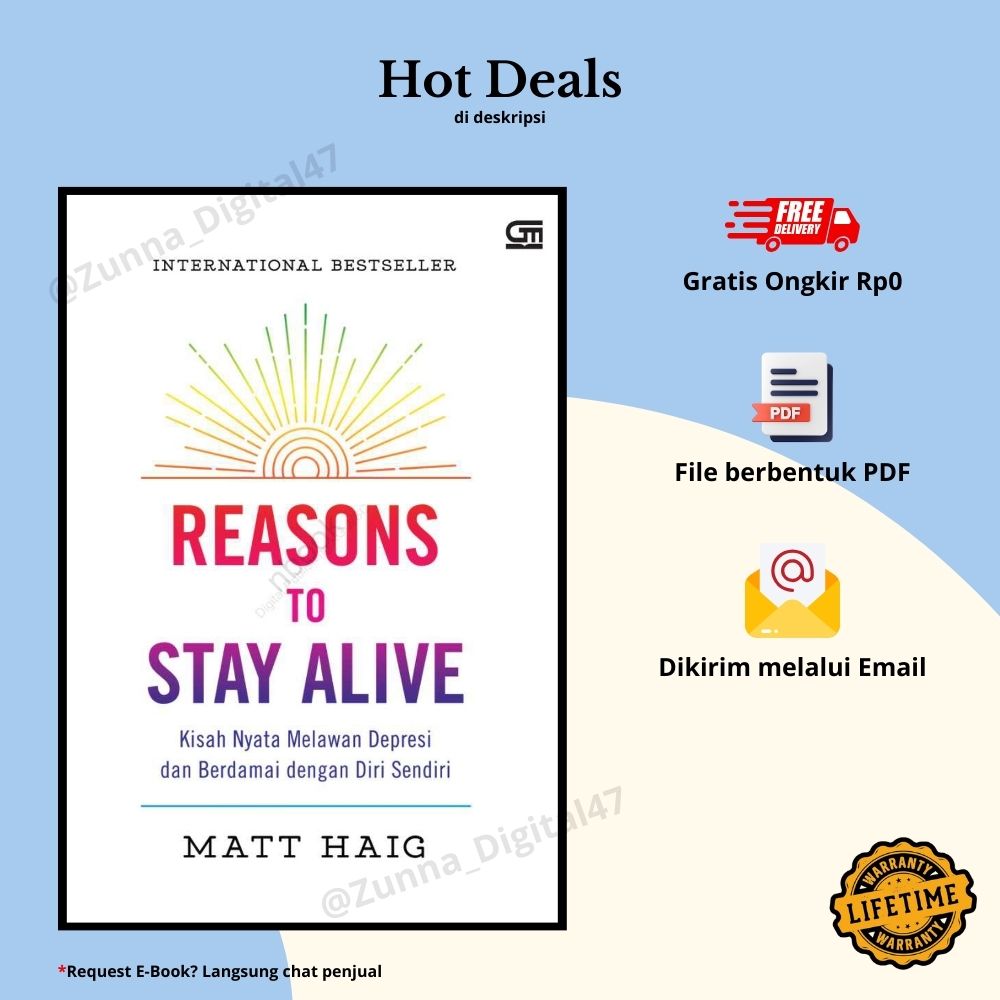 Hot Deals
di deskripsi
@Zunna_Digital47
GM
INTERNATIONAL BESTSELLER
REASONS
TO
STAY ALIVE
Kisah Nyata Melawan Depresi
dan Berdamai dengan Diri Sendiri
MATT HAIG
@Zunna_Digital47
FREE
DELIVERY
Gratis Ongkir Rp0
PDF
File berbentuk PDF
@
Dikirim melalui Email
WARRANTY
LIFETIME
WARRANTY
*Request E-Book? Langsung chat penjual